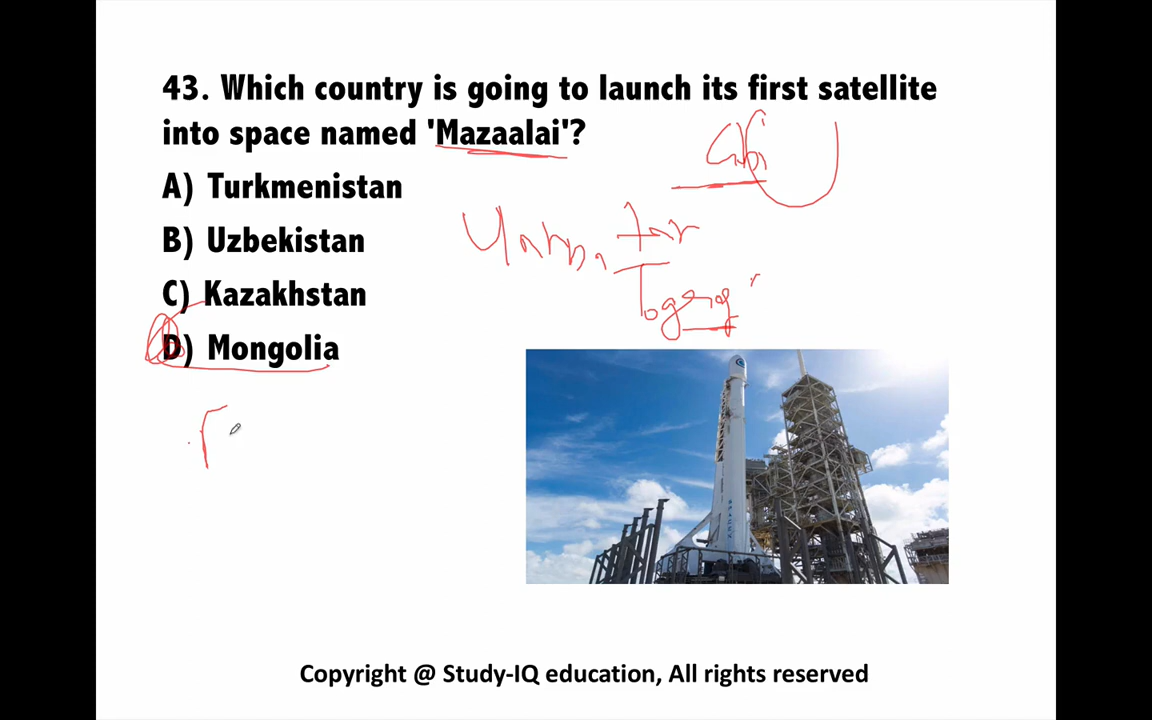 43. Which country is going to launch its first satellite
into space named 'Mazaalai'?
A) Turkmenistan
B) Uzbekistan
C) Kazakhstan
D) Mongolia
SPACEX
Copyright @ Study-IQ education, All rights reserved